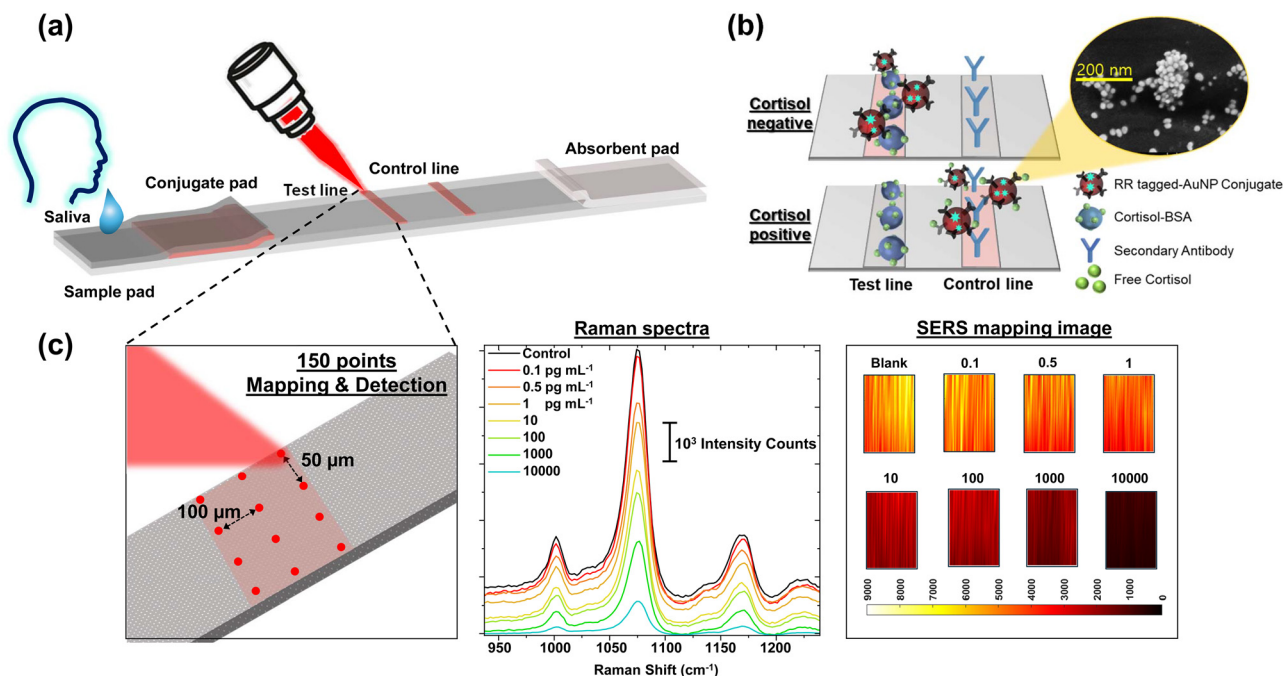 (a)
Saliva
Conjugate pad
Test line
Control line
Absorbent pad
Sample pad
(b)
Cortisol
negative
Cortisol
positive
Test line
Control line
200 nm
RR tagged-AuNP Conjugate
Cortisol-BSA
Secondary Antibody
Free Cortisol
(c)
150 points
Mapping & Detection
50 µm
100 µm
Raman spectra
Control
0.1 pg mL⁻¹
0.5 pg mL⁻¹
1 pg mL⁻¹
10
100
1000
10000
10³ Intensity Counts
950 1000 1050 1100 1150 1200
Raman Shift (cm⁻¹)
SERS mapping image
Blank 0.1 0.5 1
10 100 1000 10000
9000 8000 7000 6000 5000 4000 3000 2000 1000 0